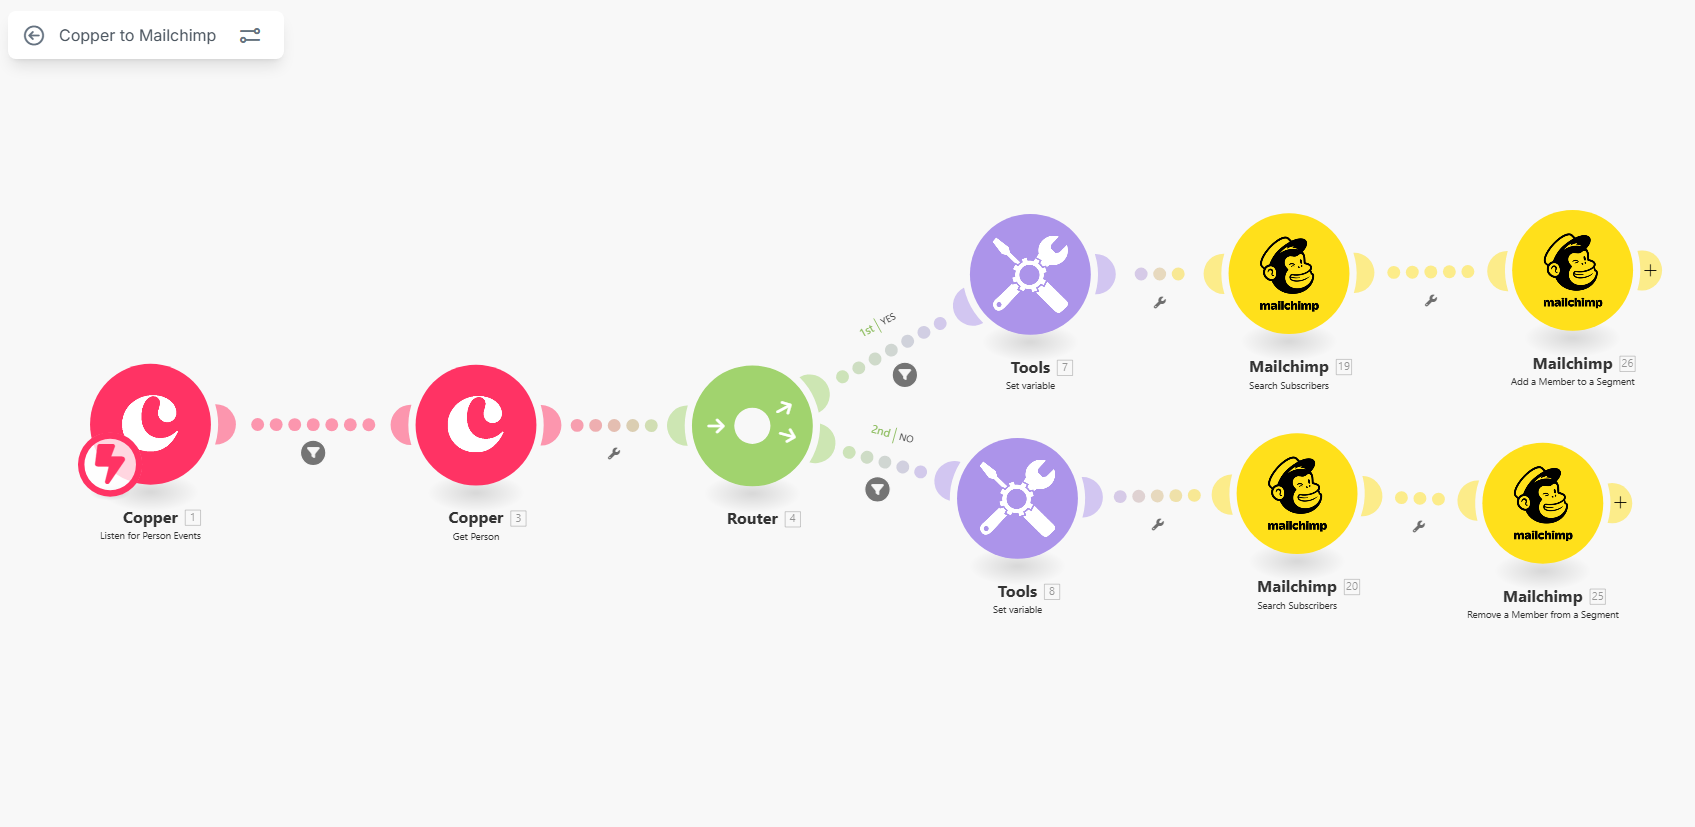 Copper to Mailchimp
Copper 1
Listen for Person Events
Copper 3
Get Person
Router 4
1st | YES
2nd | NO
Tools 7
Set variable
mailchimp
Mailchimp 19
Search Subscribers
mailchimp
Mailchimp 26
Add a Member to a Segment
Tools 8
Set variable
mailchimp
Mailchimp 20
Search Subscribers
mailchimp
Mailchimp 25
Remove a Member from a Segment